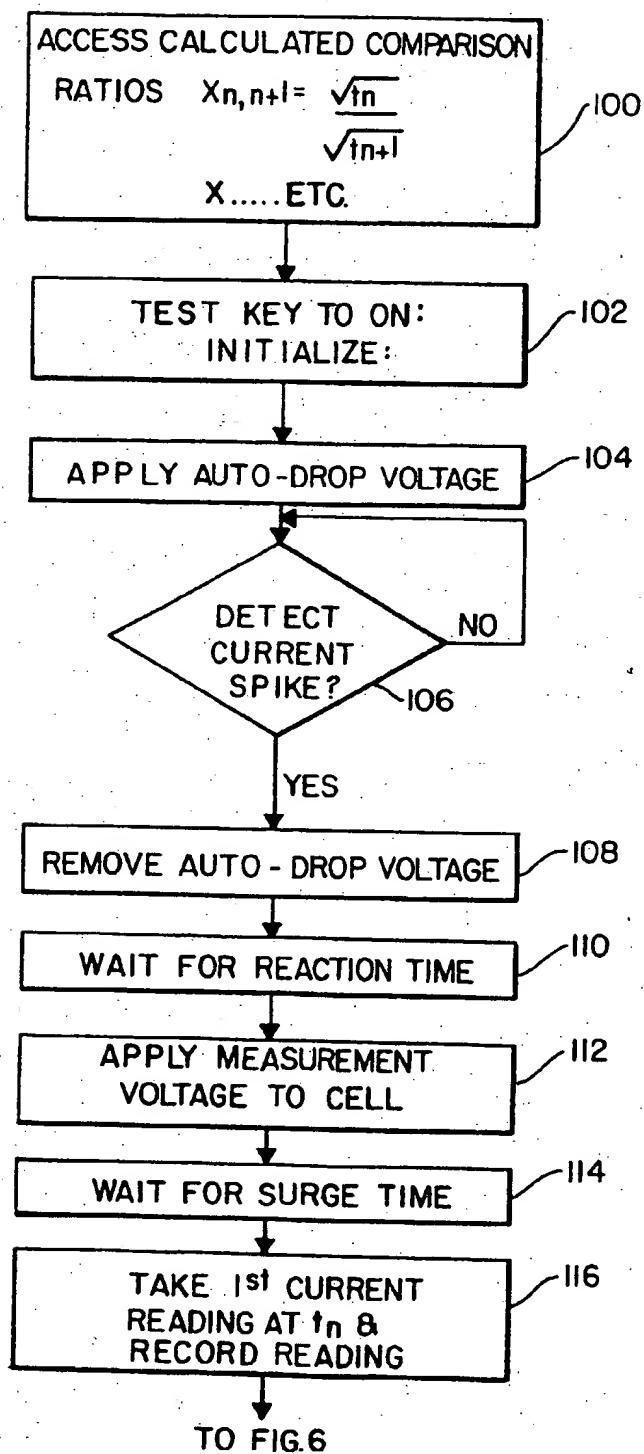 ACCESS CALCULATED COMPARISON
RATIOS Xn,n+1 = √tn
√tn+1
X.....ETC.
100
TEST KEY TO ON:
INITIALIZE:
102
APPLY AUTO-DROP VOLTAGE
104
DETECT
CURRENT
SPIKE?
NO
106
YES
REMOVE AUTO-DROP VOLTAGE
108
WAIT FOR REACTION TIME
110
APPLY MEASUREMENT
VOLTAGE TO CELL
112
WAIT FOR SURGE TIME
114
TAKE 1st CURRENT
READING AT tn &
RECORD READING
116
TO FIG.6